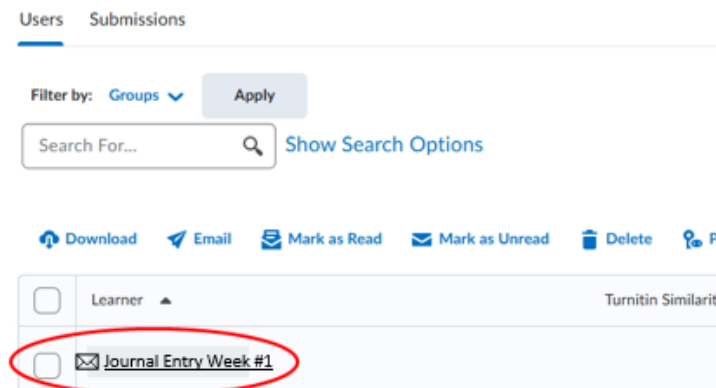 Users Submissions
Filter by: Groups Apply
Search For... Show Search Options
Download Email Mark as Read Mark as Unread Delete
Learner Turnitin
Journal Entry Week #1